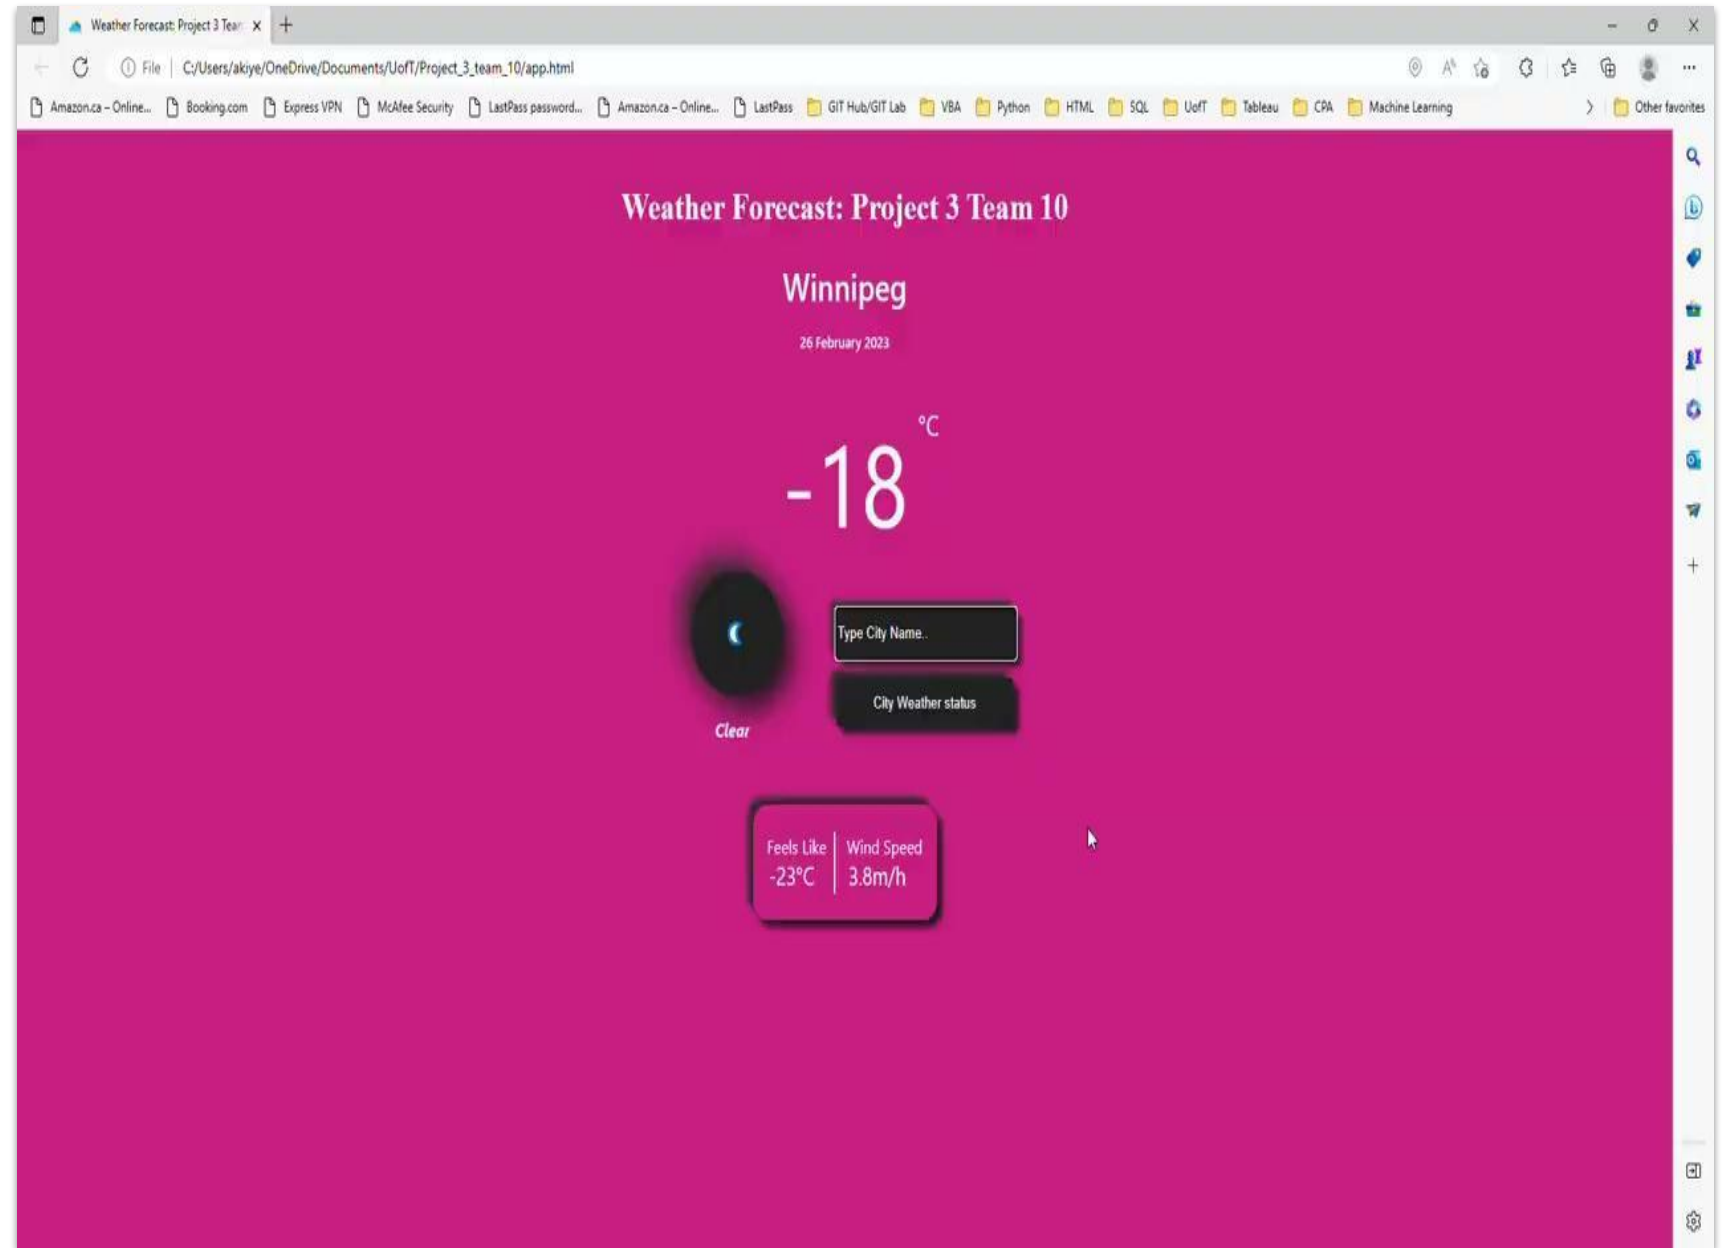 Weather Forecast: Project 3 Tear
File C:/Users/akiye/OneDrive/Documents/UofT/Project_3_team_10/app.html
Amazon.ca – Online... Booking.com Express VPN McAfee Security LastPass password... Amazon.ca – Online... LastPass GIT Hub/GIT Lab VBA Python HTML SQL UofT Tableau CPA Machine Learning Other favorites
Weather Forecast: Project 3 Team 10
Winnipeg
26 February 2023
°C
-18
Type City Name..
City Weather status
Clear
Feels Like Wind Speed
-23°C 3.8m/h